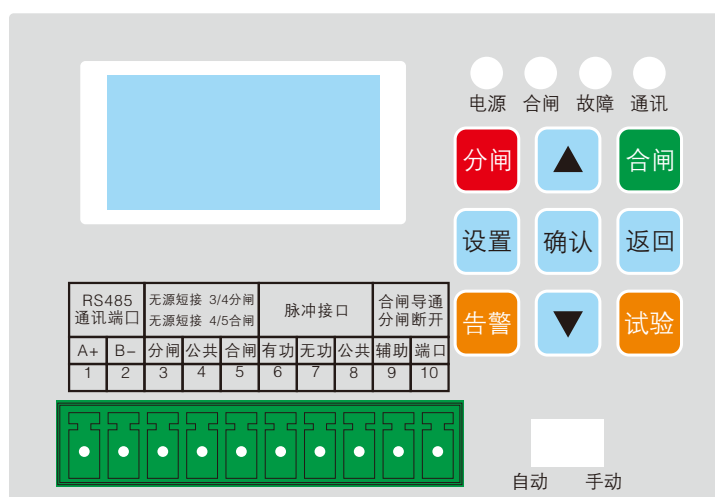 电源 合闸 故障 通讯
分闸 ▲ 合闸
设置 确认 返回
告警 ▼ 试验
RS485
通讯端口
无源短接 3/4分闸
无源短接 4/5合闸
脉冲接口
合闸导通
分闸断开
A+ B- 分闸 公共 合闸 有功 无功 公共 辅助 端口
1 2 3 4 5 6 7 8 9 10
自动 手动